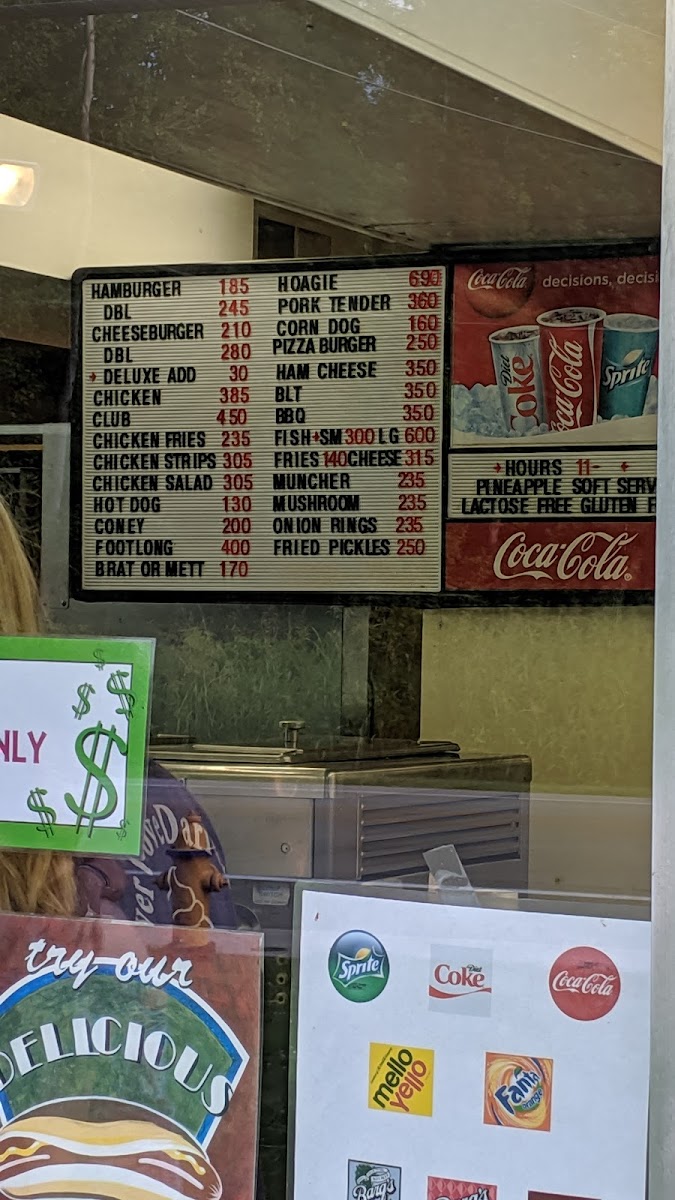 HAMBURGER 185
DBL 245
CHEESEBURGER 210
DBL 280
+ DELUXE ADD 30
CHICKEN 385
CLUB 450
CHICKEN FRIES 235
CHICKEN STRIPS 305
CHICKEN SALAD 305
HOT DOG 130
CONEY 200
FOOTLONG 400
BRAT OR METT 170
HOAGIE 690
PORK TENDER 360
CORN DOG 160
PIZZA BURGER 250
HAM CHEESE 350
BLT 350
BBQ 350
FISH+SM 300 LG 600
FRIES 140 CHEESE 315
MUNCHER 235
MUSHROOM 235
ONION RINGS 235
FRIED PICKLES 250
Coca-Cola decisions, decisi
Diet Coke Coca-Cola Sprite
+ HOURS 11- +
PINEAPPLE SOFT SERV
LACTOSE FREE GLUTEN F
Coca-Cola
NLY
try our
DELICIOUS
Sprite Diet Coke Coca-Cola
mello yello Fanta
Barq's Barq's